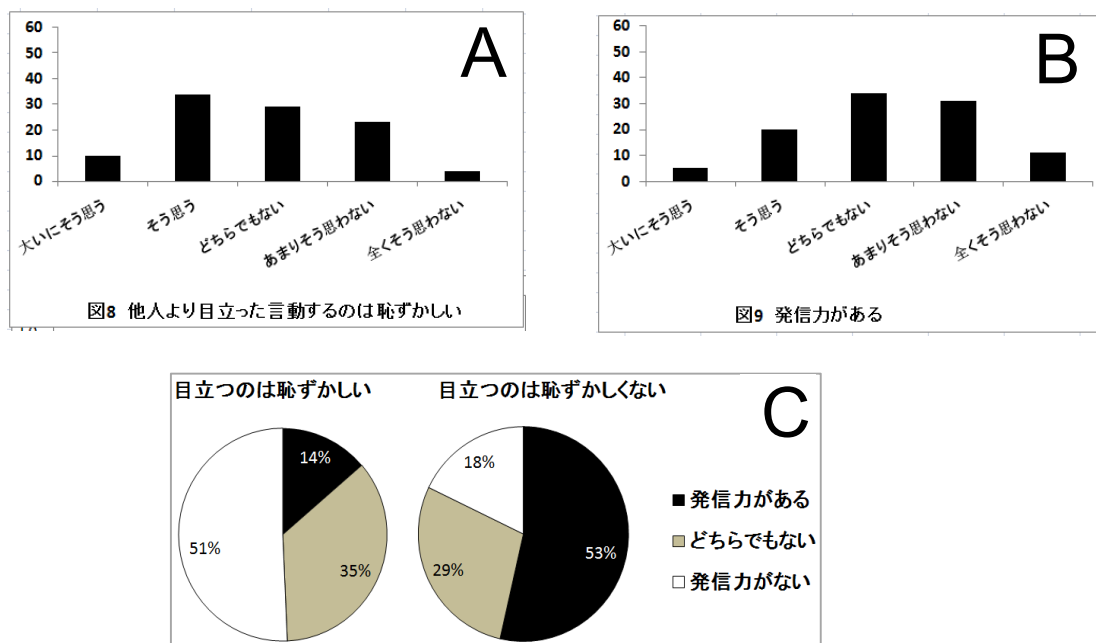 A
60
50
40
30
20
10
0
大いにそう思う
そう思う
どちらでもない
あまりそう思わない
全くそう思わない
図8 他人より目立った言動するのは恥ずかしい
B
60
50
40
30
20
10
0
大いにそう思う
そう思う
どちらでもない
あまりそう思わない
全くそう思わない
図9 発信力がある
C
目立つのは恥ずかしい
14%
35%
51%
目立つのは恥ずかしくない
18%
53%
29%
発信力がある
どちらでもない
発信力がない